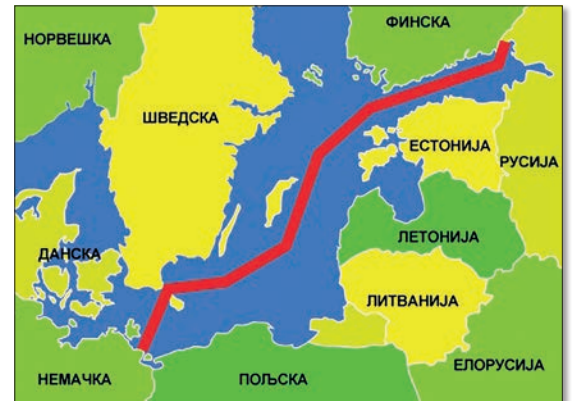 ФИНСКА
НОРВЕШКА
ШВЕДСКА
ЕСТОНИЈА
РУСИЈА
ЛЕТОНИЈА
ДАНСКА
ЛИТВАНИЈА
ЕЛОРУСИЈА
НЕМАЧКА
ПОЉСКА